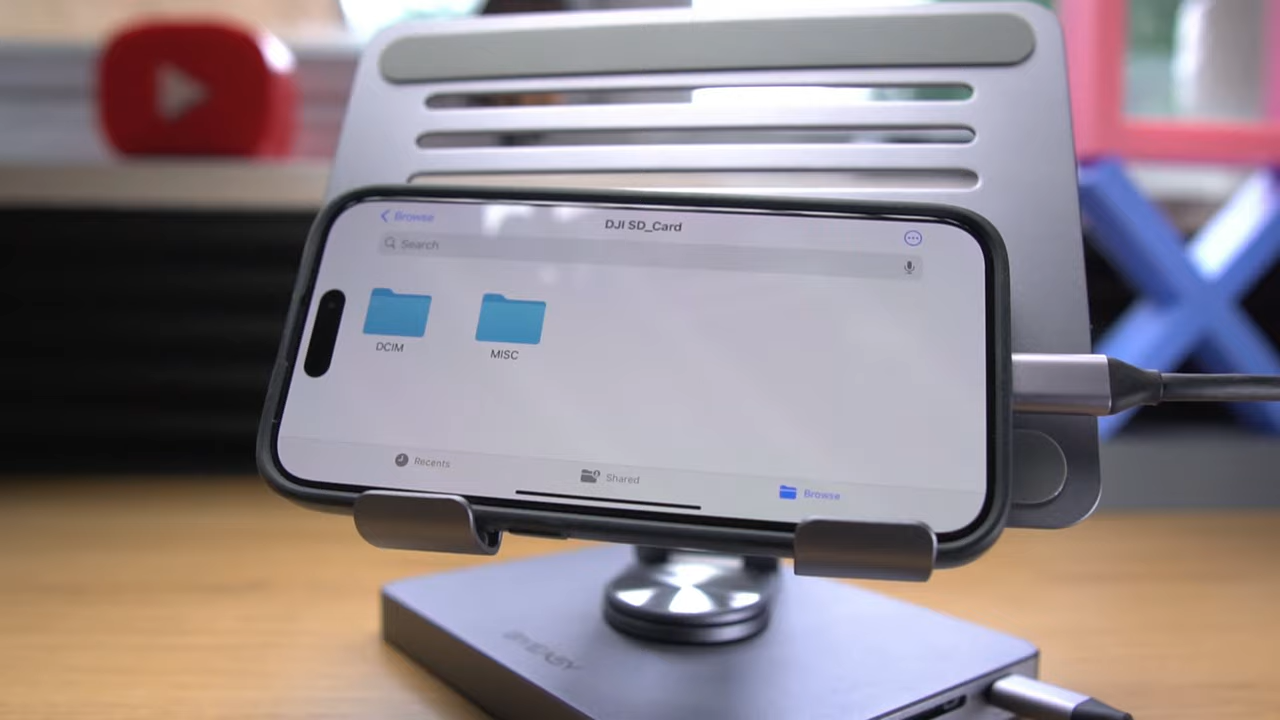 Browse
DJI SD_Card
Search
DCIM
MISC
Recents
Shared
Browse